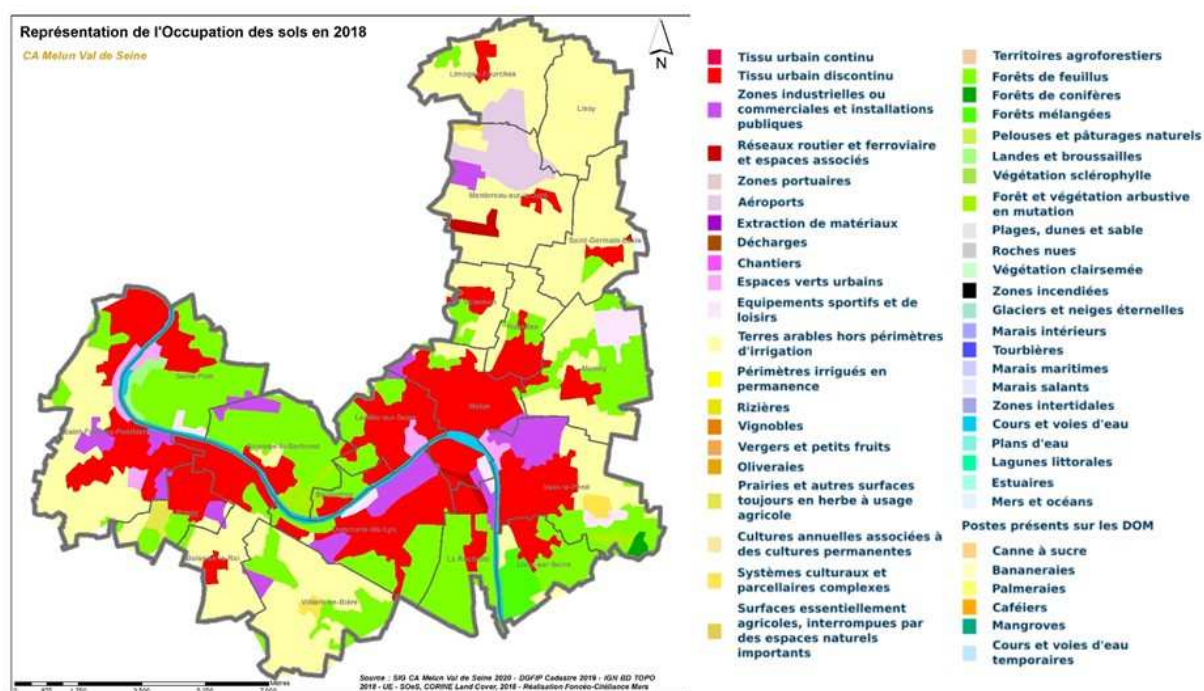 Représentation de l'Occupation des sols en 2018
CA Melun Val de Seine
N
Lissy
Melun
Seine-Port
La Rochette
Source : SIG CA Melun Val de Seine 2020 - DGFIP Cadastre 2019 - IGN BD TOPO
2018 - UE - SOeS, CORINE Land Cover, 2018 - Réalisation Foncéo-Citéliance Mars
Tissu urbain continu
Tissu urbain discontinu
Zones industrielles ou
commerciales et installations
publiques
Réseaux routier et ferroviaire
et espaces associés
Zones portuaires
Aéroports
Extraction de matériaux
Décharges
Chantiers
Espaces verts urbains
Equipements sportifs et de
loisirs
Terres arables hors périmètres
d'irrigation
Périmètres irrigués en
permanence
Rizières
Vignobles
Vergers et petits fruits
Oliveraies
Prairies et autres surfaces
toujours en herbe à usage
agricole
Cultures annuelles associées à
des cultures permanentes
Systèmes culturaux et
parcellaires complexes
Surfaces essentiellement
agricoles, interrompues par
des espaces naturels
importants
Territoires agroforestiers
Forêts de feuillus
Forêts de conifères
Forêts mélangées
Pelouses et pâturages naturels
Landes et broussailles
Végétation sclérophylle
Forêt et végétation arbustive
en mutation
Plages, dunes et sable
Roches nues
Végétation clairsemée
Zones incendiées
Glaciers et neiges éternelles
Marais intérieurs
Tourbières
Marais maritimes
Marais salants
Zones intertidales
Cours et voies d'eau
Plans d'eau
Lagunes littorales
Estuaires
Mers et océans
Postes présents sur les DOM
Canne à sucre
Bananeraies
Palmeraies
Caféiers
Mangroves
Cours et voies d'eau
temporaires